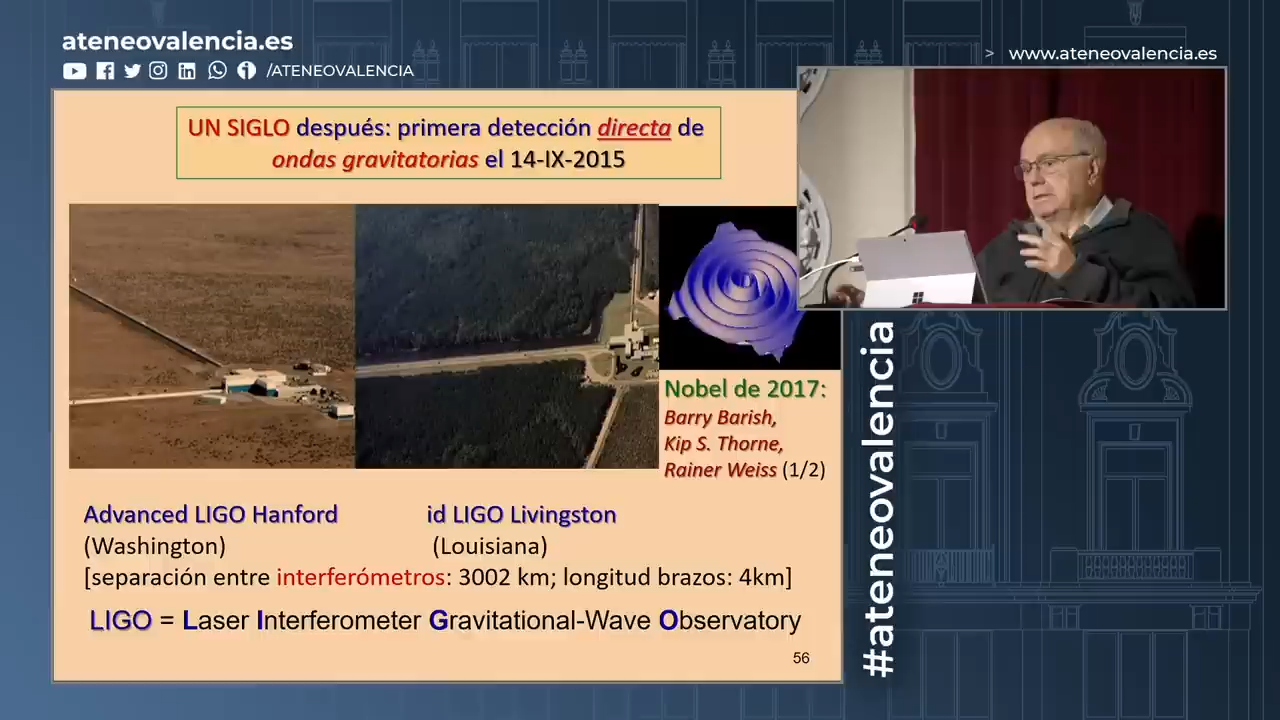 ateneovalencia.es
/ATENEOVALENCIA
> www.ateneovalencia.es
UN SIGLO después: primera detección directa de
ondas gravitatorias el 14-IX-2015
Nobel de 2017:
Barry Barish,
Kip S. Thorne,
Rainer Weiss (1/2)
Advanced LIGO Hanford
(Washington)
id LIGO Livingston
(Louisiana)
[separación entre interferómetros: 3002 km; longitud brazos: 4km]
LIGO = Laser Interferometer Gravitational-Wave Observatory
56
#ateneovalencia